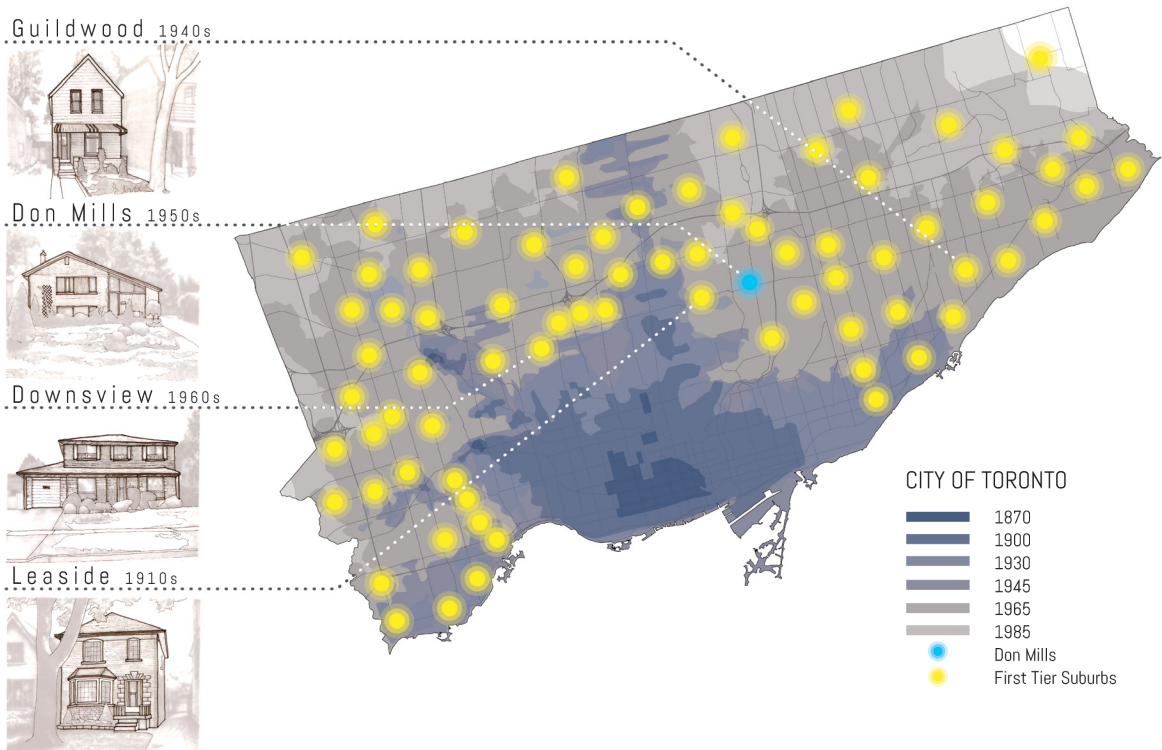 Guildwood 1940s
Don Mills 1950s
Downsview 1960s
Leaside 1910s
CITY OF TORONTO
1870
1900
1930
1945
1965
1985
Don Mills
First Tier Suburbs